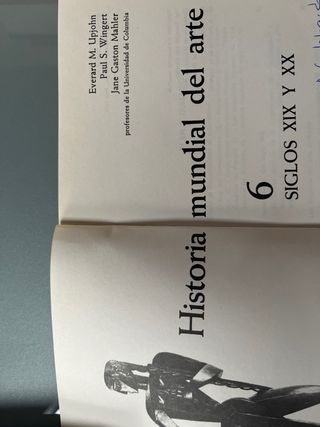 Everard M. Upjohn
Paul S. Wingert
Jane Gaston Mahler
profesores de la Universidad de Columbia
Historia mundial del arte
6
SIGLOS XIX Y XX